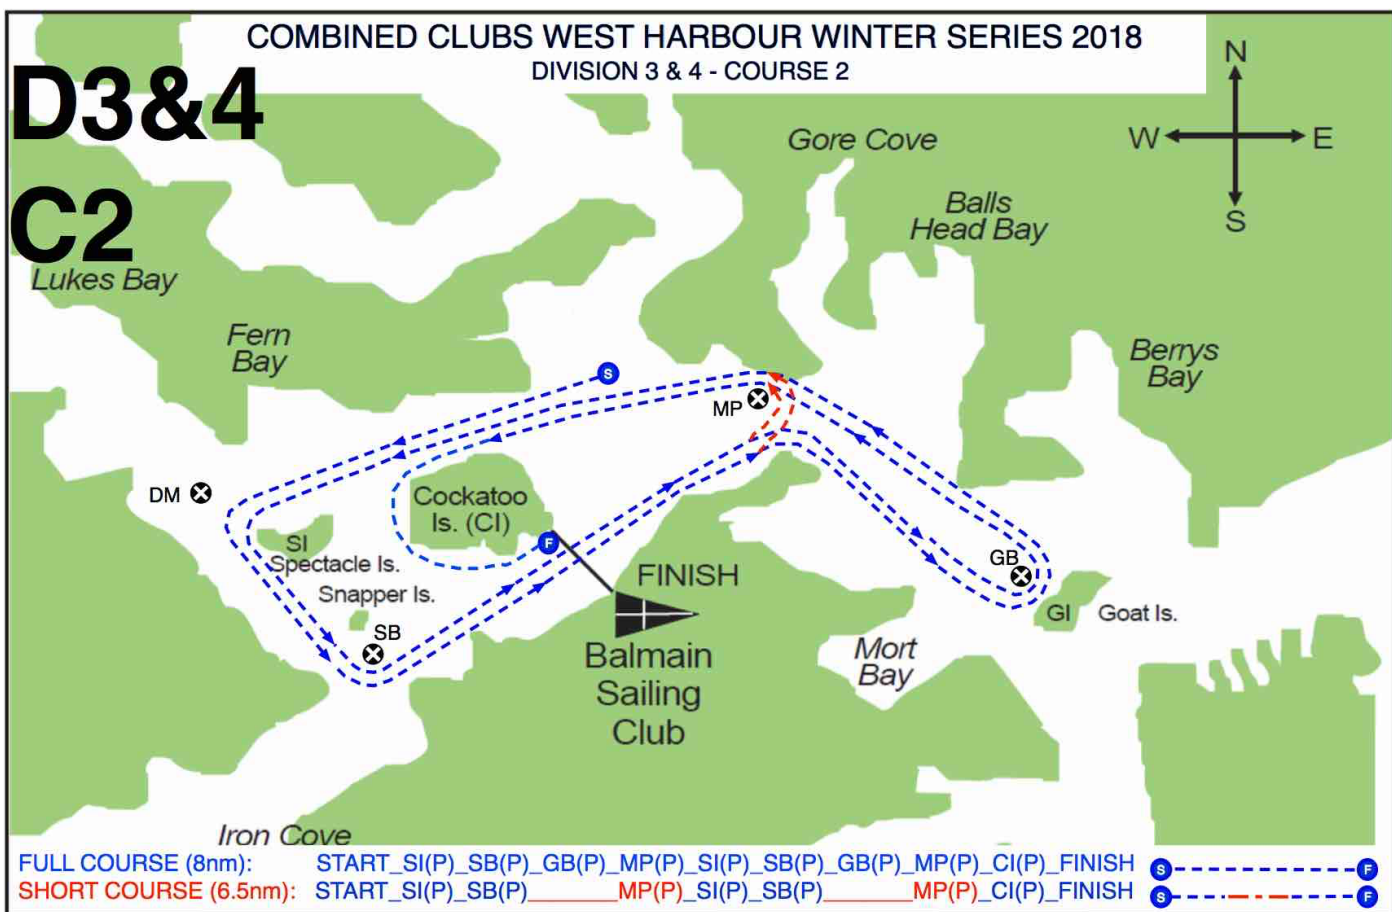 COMBINED CLUBS WEST HARBOUR WINTER SERIES 2018
DIVISION 3 & 4 - COURSE 2
D3&4
C2
N
W E
S
Gore Cove
Balls
Head Bay
Lukes Bay
Fern
Bay
Berrys
Bay
S
MP
DM
Cockatoo
Is. (CI)
SI
Spectacle Is.
Snapper Is.
SB
F
FINISH
Balmain
Sailing
Club
GB
GI Goat Is.
Mort
Bay
Iron Cove
FULL COURSE (8nm): START_SI(P)_SB(P)_GB(P)_MP(P)_SI(P)_SB(P)_GB(P)_MP(P)_CI(P)_FINISH S F
SHORT COURSE (6.5nm): START_SI(P)_SB(P)_______MP(P)_SI(P)_SB(P)_______MP(P)_CI(P)_FINISH S F